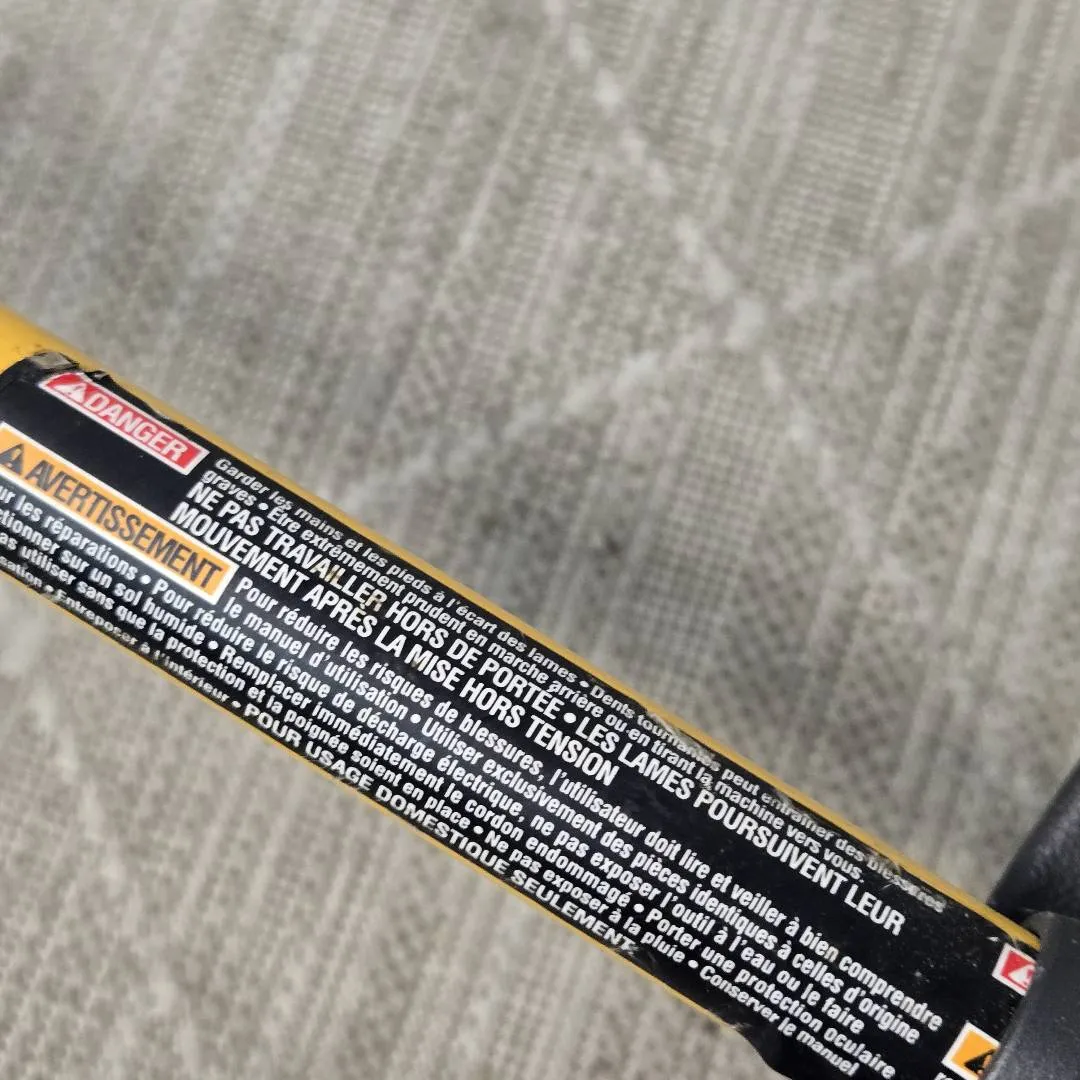 DANGER
Garder les mains et les pieds à l'écart des lames • Dents tournantes peut entraîner des blessures
graves • Être extrêmement prudent en marche arrière ou en tirant la machine vers vous.
NE PAS TRAVAILLER HORS DE PORTÉE • LES LAMES POURSUIVENT LEUR
MOUVEMENT APRÈS LA MISE HORS TENSION
AVERTISSEMENT
Pour réduire les risques de blessures, l'utilisateur doit lire et veiller à bien comprendre
le manuel d'utilisation • Utiliser exclusivement des pièces identiques à celles d'origine
ur les réparations • Pour réduire le risque de décharge électrique, ne pas exposer l'outil à l'eau ou le faire
ctionner sur un sol humide • Remplacer immédiatement le cordon endommagé • Porter une protection oculaire
as utiliser sans que la protection et la poignée soient en place • Ne pas exposer à la pluie • Conserver le manuel
sation • Entreposer à l'intérieur • POUR USAGE DOMESTIQUE SEULEMENT.